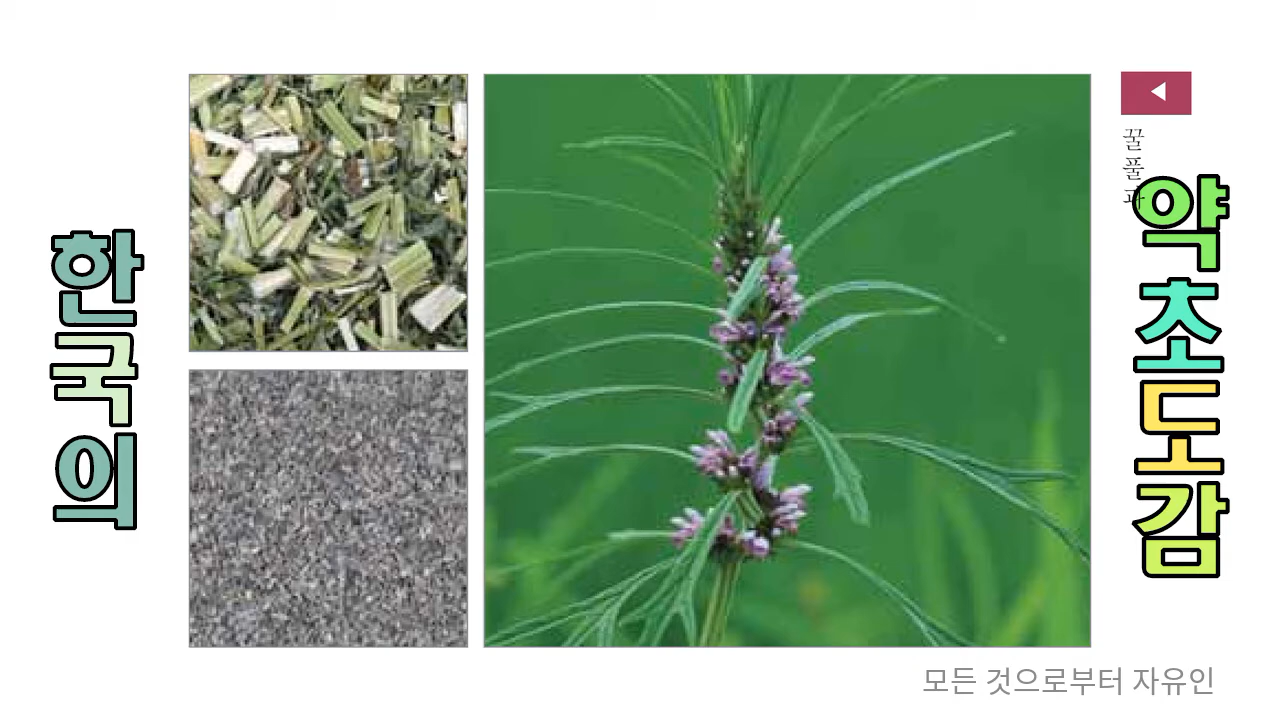 한국의
꿀풀과
약초도감
모든 것으로부터 자유인